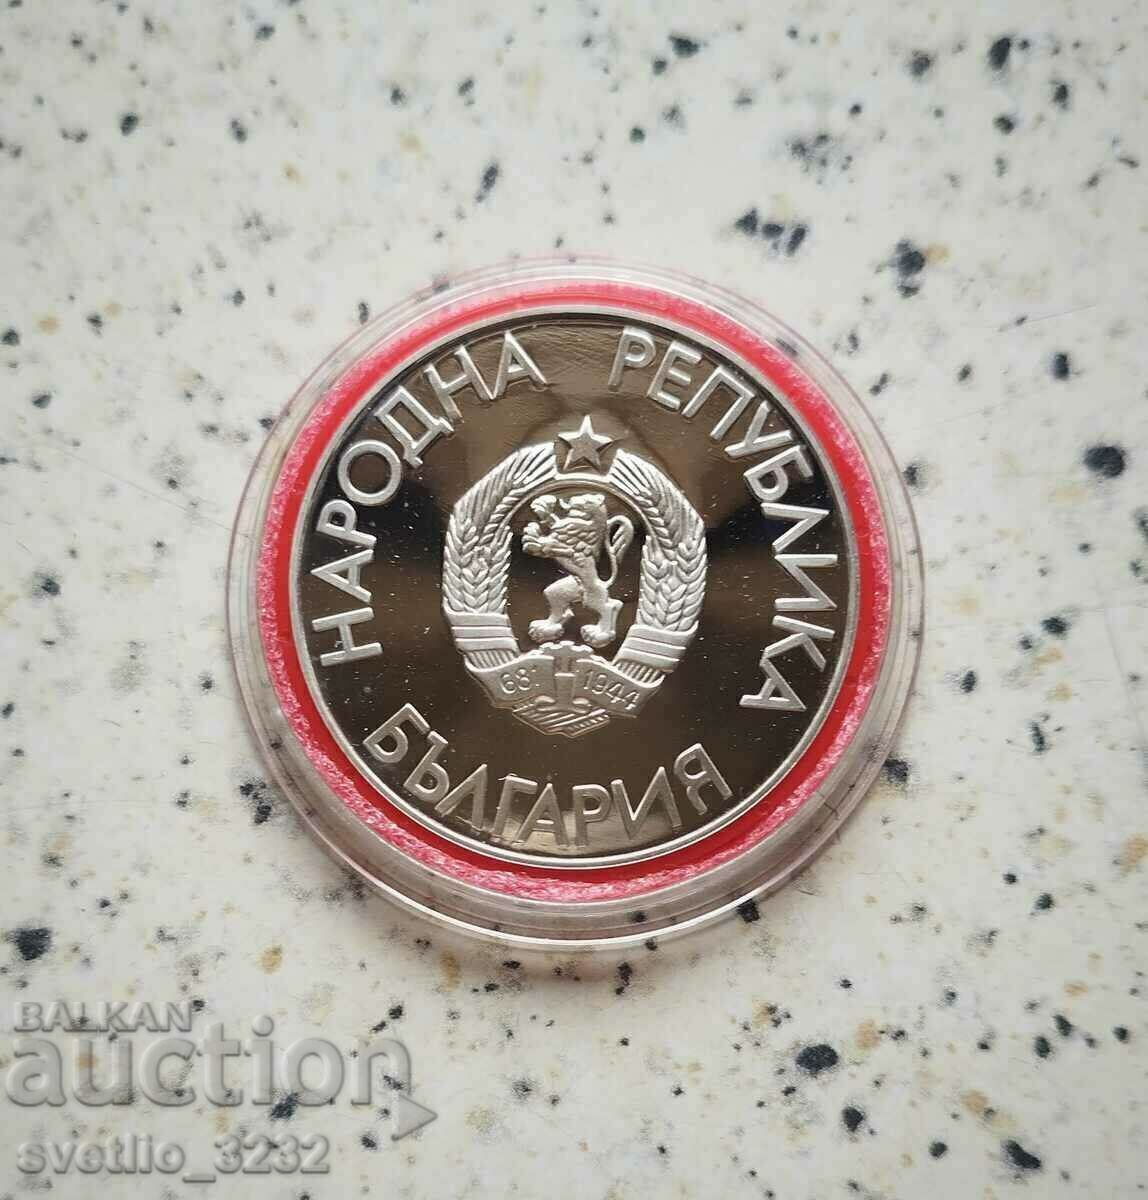 НАРОДНА РЕПУБЛИКА
БЪЛГАРИЯ
681 1944
BALKAN
auction
svetlio_3232